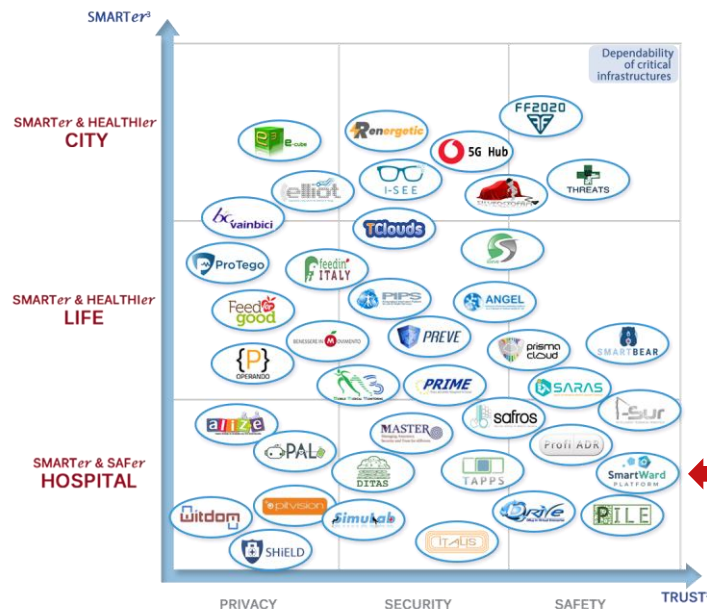 SMARTer³
Dependability
of critical
infrastructures
SMARTer & HEALTHIer
CITY
e-cube
Renergetic
FF2020
5G Hub
elliot
I-SEE
THREATS
bc
vainbici
TClouds
ProTego
feedin'
ITALY
SMARTer & HEALTHIer
LIFE
Feed for
good
PIPS
ANGEL
{P}
OPERANDO
BENESSERE IN MOVIMENTO
PREVE
prisma
cloud
SMARTBEAR
PRIME
SARAS
I-Sur
alize
PAL
MASTER
safros
Profi ADR
SMARTer & SAFer
HOSPITAL
DITAS
TAPPS
SmartWard
PLATFORM
witdom
pitvision
SimuLab
DRIVE
PILE
SHiELD
ITALIS
PRIVACY
SECURITY
SAFETY